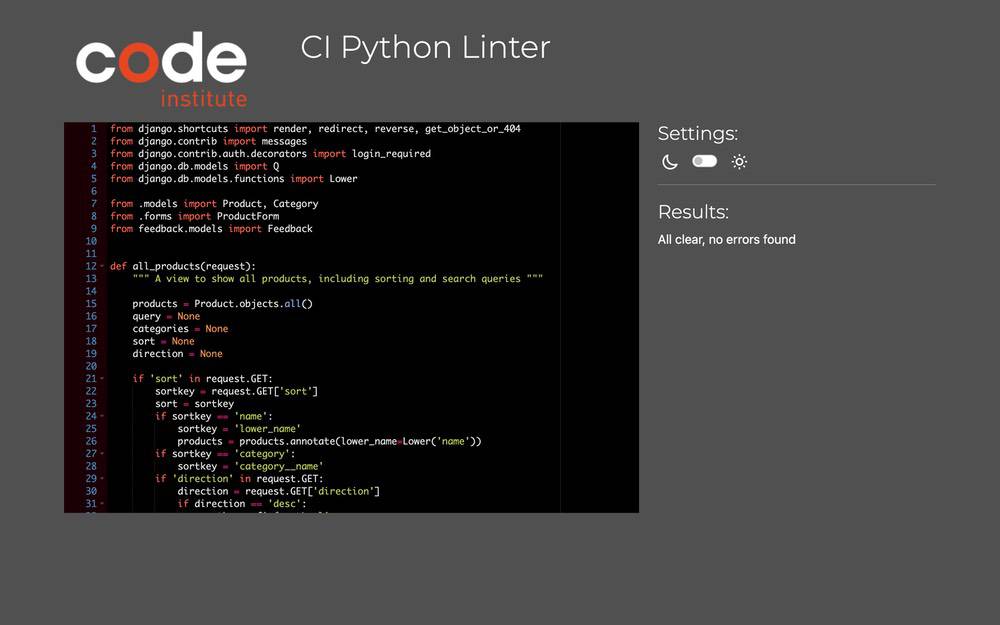 code
institute
CI Python Linter
1 from django.shortcuts import render, redirect, reverse, get_object_or_404
2 from django.contrib import messages
3 from django.contrib.auth.decorators import login_required
4 from django.db.models import Q
5 from django.db.models.functions import Lower
6
7 from .models import Product, Category
8 from .forms import ProductForm
9 from feedback.models import Feedback
10
11
12 def all_products(request):
13     """ A view to show all products, including sorting and search queries """
14
15     products = Product.objects.all()
16     query = None
17     categories = None
18     sort = None
19     direction = None
20
21     if 'sort' in request.GET:
22         sortkey = request.GET['sort']
23         sort = sortkey
24         if sortkey == 'name':
25             sortkey = 'lower_name'
26             products = products.annotate(lower_name=Lower('name'))
27         if sortkey == 'category':
28             sortkey = 'category__name'
29         if 'direction' in request.GET:
30             direction = request.GET['direction']
31             if direction == 'desc':
Settings:
Results:
All clear, no errors found